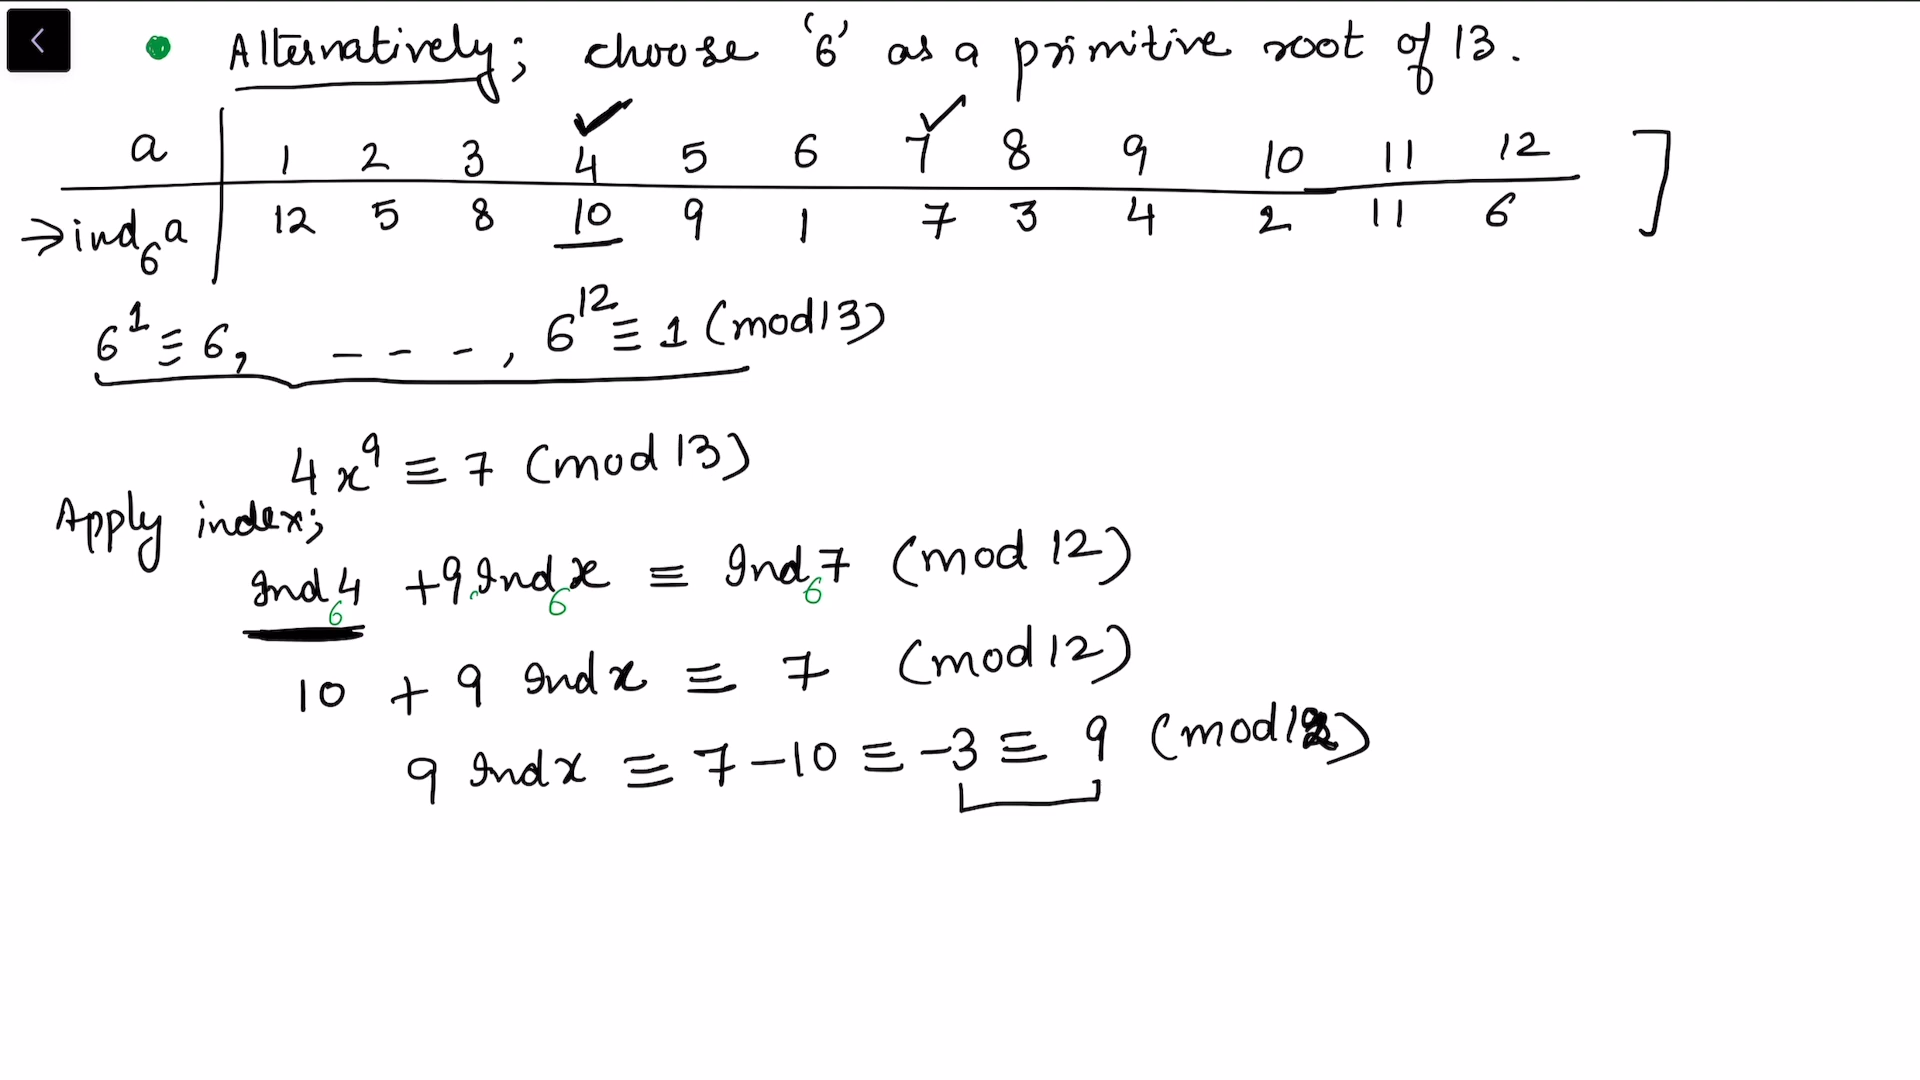 • Alternatively; choose '6' as a primitive root of 13.
a | 1 2 3 4 5 6 7 8 9 10 11 12 ]
→ ind₆a | 12 5 8 10 9 1 7 3 4 2 11 6
6¹ ≡ 6, - - - , 6¹² ≡ 1 (mod 13)
4x⁹ ≡ 7 (mod 13)
Apply index;
Ind₆4 + 9.Ind₆x ≡ Ind₆7 (mod 12)
10 + 9 Ind x ≡ 7 (mod 12)
9 Ind x ≡ 7 - 10 ≡ -3 ≡ 9 (mod 12)